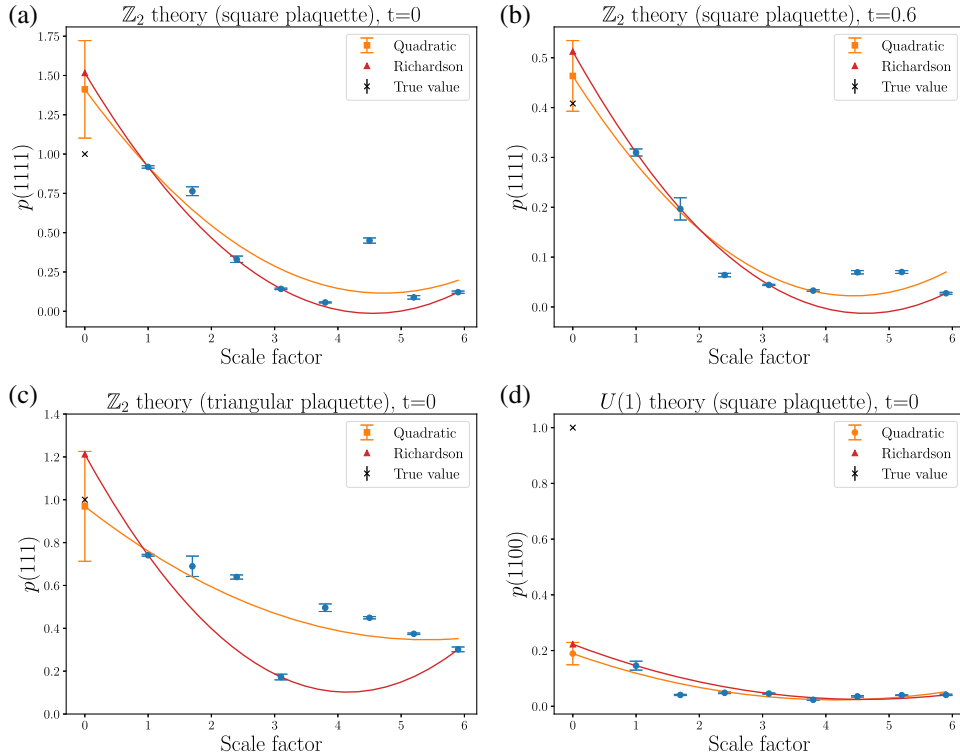 (a)
ℤ₂ theory (square plaquette), t=0
Quadratic
Richardson
True value
p(1111)
1.75
1.50
1.25
1.00
0.75
0.50
0.25
0.00
0 1 2 3 4 5 6
Scale factor
(b)
ℤ₂ theory (square plaquette), t=0.6
Quadratic
Richardson
True value
p(1111)
0.5
0.4
0.3
0.2
0.1
0.0
0 1 2 3 4 5 6
Scale factor
(c)
ℤ₂ theory (triangular plaquette), t=0
Quadratic
Richardson
True value
p(111)
1.4
1.2
1.0
0.8
0.6
0.4
0.2
0.0
0 1 2 3 4 5 6
Scale factor
(d)
U(1) theory (square plaquette), t=0
Quadratic
Richardson
True value
p(1100)
1.0
0.8
0.6
0.4
0.2
0.0
0 1 2 3 4 5 6
Scale factor